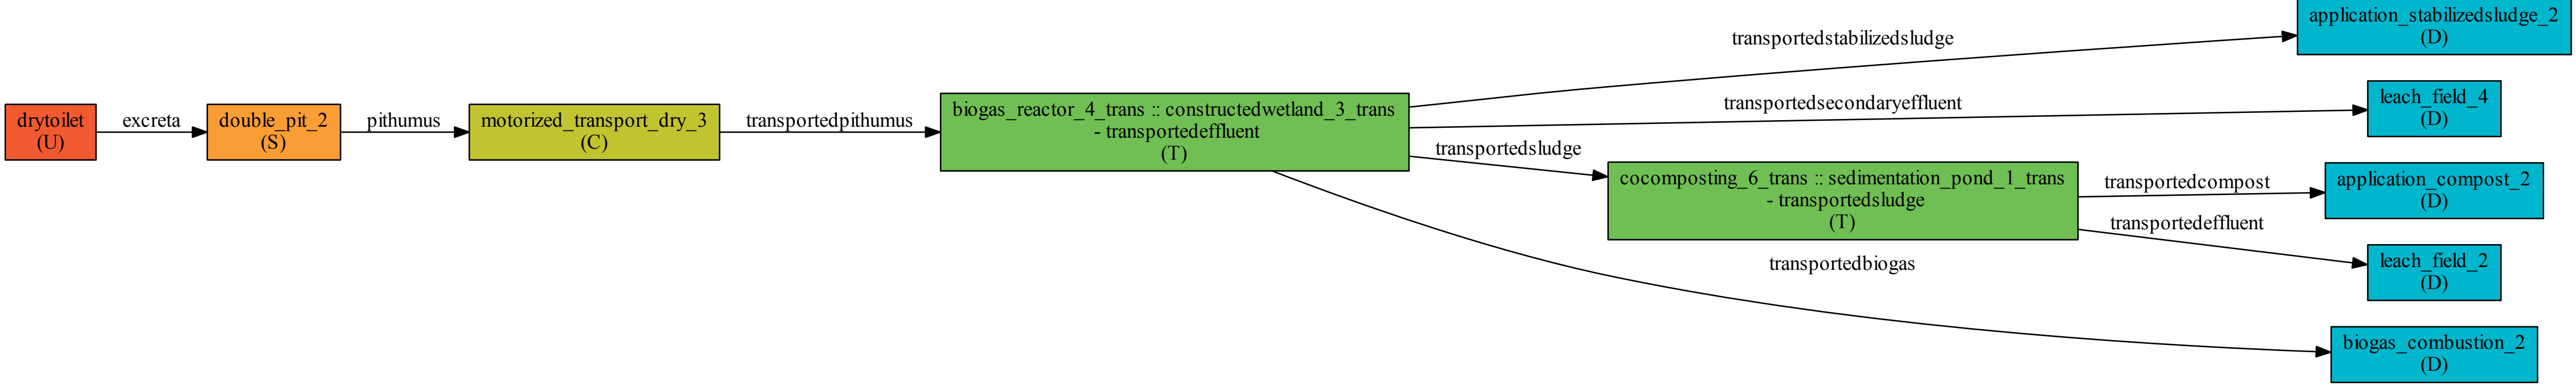 drytoilet
(U)
excreta
double_pit_2
(S)
pithumus
motorized_transport_dry_3
(C)
transportedpithumus
biogas_reactor_4_trans :: constructedwetland_3_trans
- transportedeffluent
(T)
transportedstabilizedsludge
application_stabilizedsludge_2
(D)
transportedsecondaryeffluent
leach_field_4
(D)
transportedsludge
cocomposting_6_trans :: sedimentation_pond_1_trans
- transportedsludge
(T)
transportedcompost
application_compost_2
(D)
transportedeffluent
leach_field_2
(D)
transportedbiogas
biogas_combustion_2
(D)